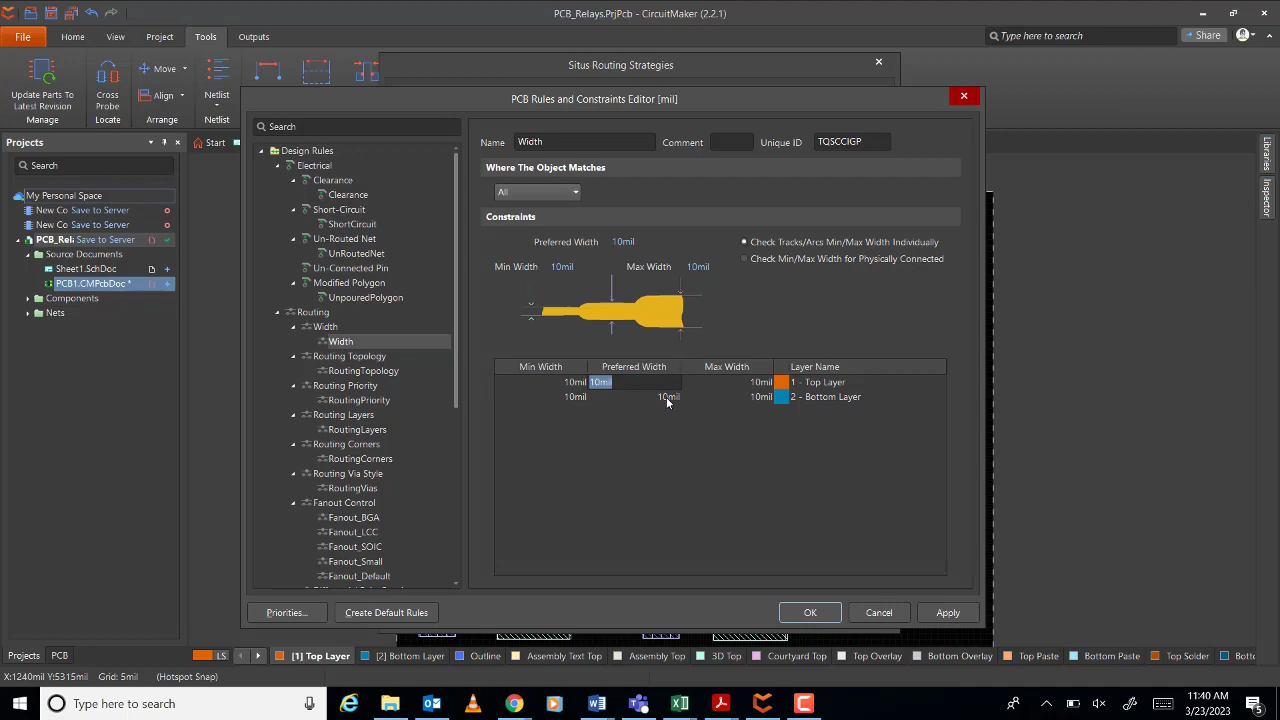 PCB_Relays.PrjPcb - CircuitMaker (2.2.1)
File Home View Project Tools Outputs
Type here to search Share
Update Parts To Latest Revision
Manage
Cross Probe
Locate
Move
Align
Arrange
Netlist
Netlist
Situs Routing Strategies
PCB Rules and Constraints Editor [mil]
Projects
Start
Search
My Personal Space
New Co Save to Server
New Co Save to Server
PCB_Rela Save to Server
Source Documents
Sheet1.SchDoc
PCB1.CMPcbDoc *
Components
Nets
Search
Design Rules
Electrical
Clearance
Clearance
Short-Circuit
ShortCircuit
Un-Routed Net
UnRoutedNet
Un-Connected Pin
Modified Polygon
UnpouredPolygon
Routing
Width
Width
Routing Topology
RoutingTopology
Routing Priority
RoutingPriority
Routing Layers
RoutingLayers
Routing Corners
RoutingCorners
Routing Via Style
RoutingVias
Fanout Control
Fanout_BGA
Fanout_LCC
Fanout_SOIC
Fanout_Small
Fanout_Default
Name Width Comment Unique ID TQSCCIGP
Where The Object Matches
All
Constraints
Preferred Width 10mil
Min Width 10mil Max Width 10mil
Check Tracks/Arcs Min/Max Width Individually
Check Min/Max Width for Physically Connected
Min Width Preferred Width Max Width Layer Name
10mil 10mil 10mil 1 - Top Layer
10mil 10mil 10mil 2 - Bottom Layer
Priorities... Create Default Rules OK Cancel Apply
Libraries
Inspector
Projects PCB LS [1] Top Layer [2] Bottom Layer Outline Assembly Text Top Assembly Top 3D Top Courtyard Top Top Overlay Bottom Overlay Top Paste Bottom Paste Top Solder Botto
X:1240mil Y:5315mil Grid: 5mil (Hotspot Snap)
Type here to search
11:40 AM
3/23/2023